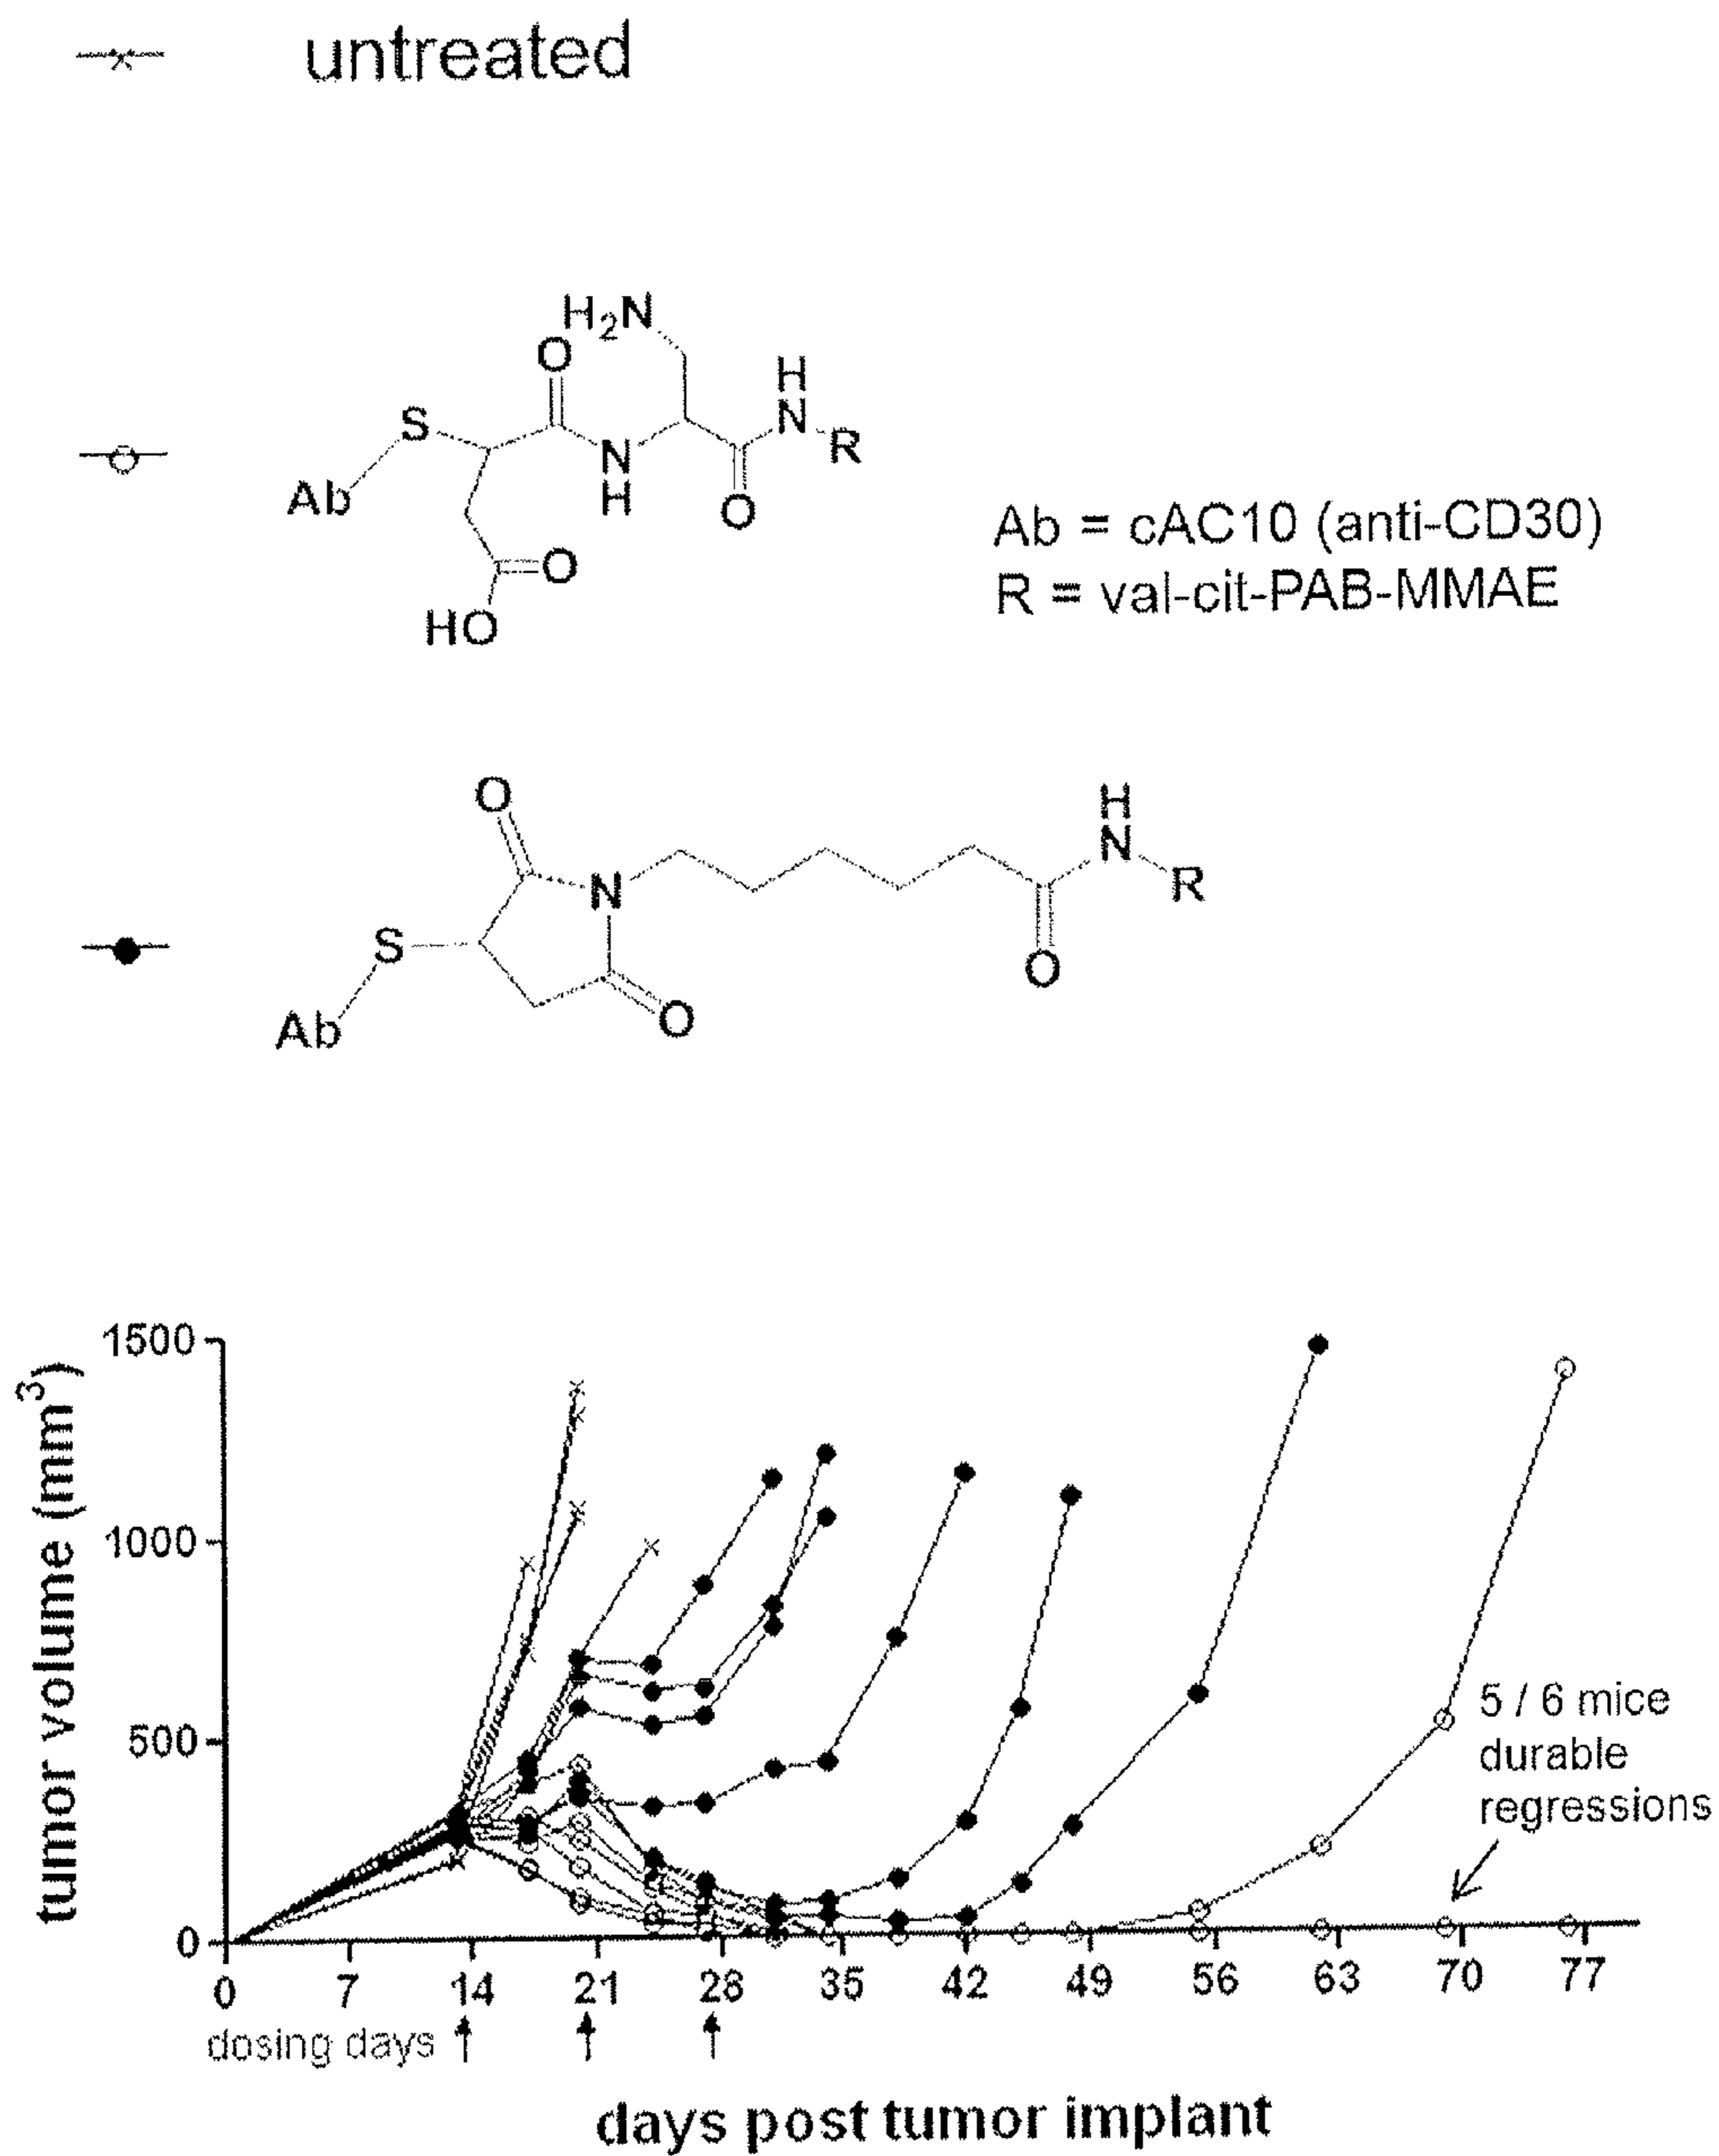 untreated
H₂N
O
H
N
S
N
H
R
Ab
O
O
HO
Ab = cAC10 (anti-CD30)
R = val-cit-PAB-MMAE
O
H
N
N
R
S
O
O
Ab
1500
1000
500
0
tumor volume (mm³)
5 / 6 mice
durable
regressions
0 7 14 21 28 35 42 49 56 63 70 77
dosing days
days post tumor implant